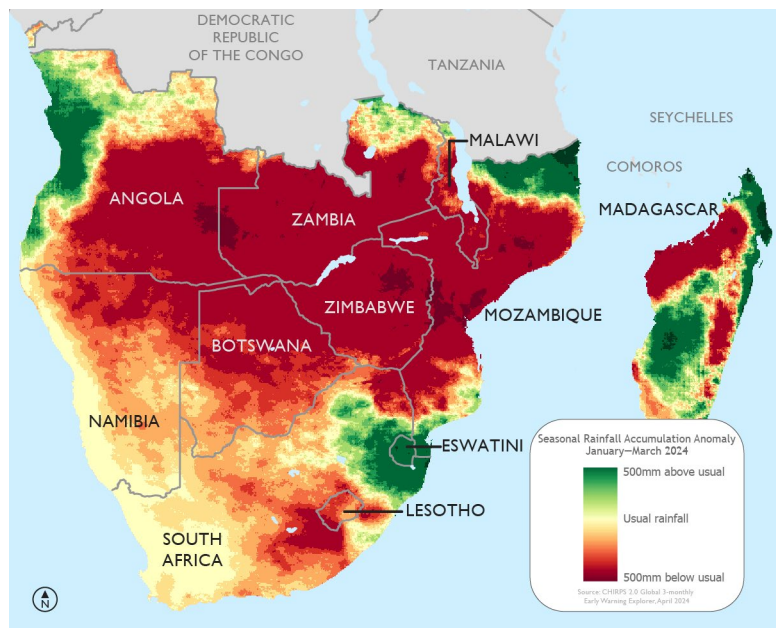 DEMOCRATIC
REPUBLIC
OF THE CONGO
TANZANIA
SEYCHELLES
MALAWI
COMOROS
ANGOLA
MADAGASCAR
ZAMBIA
ZIMBABWE
MOZAMBIQUE
BOTSWANA
NAMIBIA
ESWATINI
LESOTHO
SOUTH
AFRICA
Seasonal Rainfall Accumulation Anomaly
January—March 2024
500mm above usual
Usual rainfall
500mm below usual
Source: CHIRPS 2.0 Global 3-monthly
Early Warning Explorer, April 2024
N